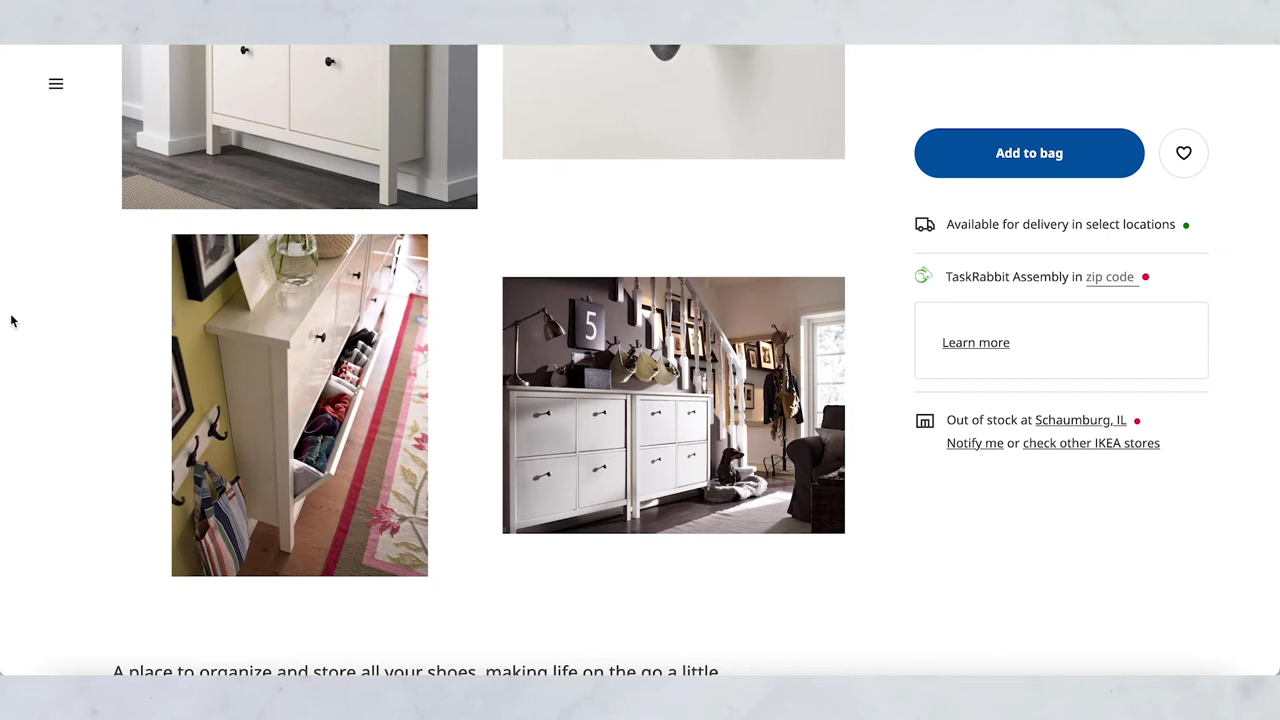 Add to bag
Available for delivery in select locations
TaskRabbit Assembly in zip code
5
Learn more
Out of stock at Schaumburg, IL
Notify me or check other IKEA stores
A place to organize and store all your shoes, making life on the go a little